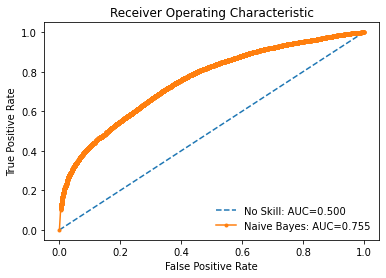 Receiver Operating Characteristic
True Positive Rate
1.0
0.8
0.6
0.4
0.2
0.0
No Skill: AUC=0.500
Naive Bayes: AUC=0.755
0.0 0.2 0.4 0.6 0.8 1.0
False Positive Rate